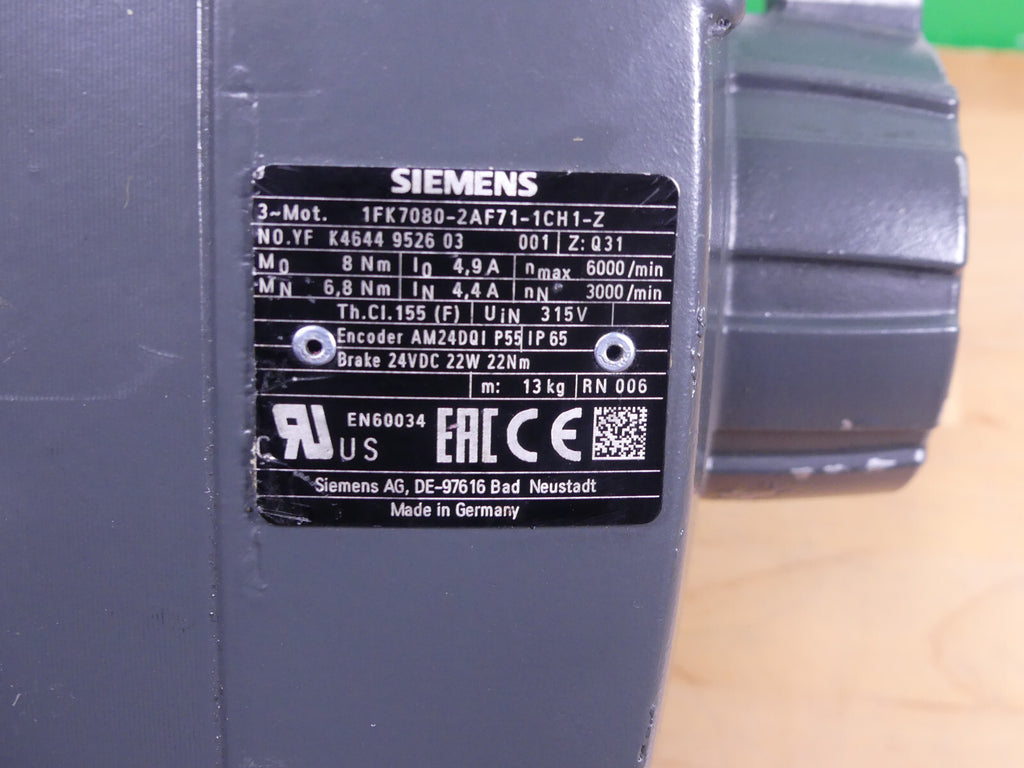 SIEMENS
3~Mot. 1FK7080-2AF71-1CH1-Z
NO.YF K4644 9526 03 001 Z: Q31
M0 8 Nm I0 4,9 A nmax 6000/min
MN 6,8 Nm IN 4,4 A nN 3000/min
Th.Cl.155 (F) UiN 315V
Encoder AM24DQI P55 IP65
Brake 24VDC 22W 22Nm
m: 13 kg RN 006
C RU US EN60034 EAC CE
Siemens AG, DE-97616 Bad Neustadt
Made in Germany